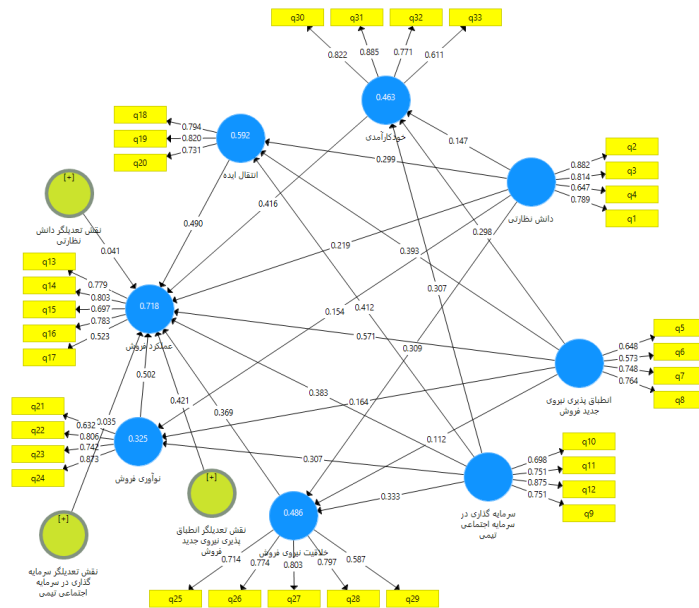 q30
q31
q32
q33
0.822
0.885
0.771
0.611
0.463
خودکارآمدی
q18
q19
q20
0.794
0.820
0.731
0.592
انتقال ایده
0.147
0.299
q2
q3
q4
q1
0.882
0.814
0.647
0.789
دانش نظارتی
[+]
نقش تعدیلگر دانش
نظارتی
0.041
0.490
0.416
0.219
0.393
0.298
0.307
0.154
0.412
0.309
0.571
q13
q14
q15
q16
q17
0.779
0.803
0.697
0.783
0.523
0.718
عملکرد فروش
q5
q6
q7
q8
0.648
0.573
0.748
0.764
انطباق پذیری نیروی
جدید فروش
0.502
0.035
0.421
0.369
0.383
0.164
0.112
0.307
0.333
q21
q22
q23
q24
0.632
0.806
0.742
0.873
0.325
نوآوری فروش
q10
q11
q12
q9
0.698
0.751
0.875
0.751
سرمایه گذاری در
سرمایه اجتماعی
تیمی
[+]
نقش تعدیلگر انطباق
پذیری نیروی جدید
فروش
[+]
نقش تعدیلگر سرمایه
گذاری در سرمایه
اجتماعی تیمی
0.486
خلاقیت نیروی فروش
0.714
0.774
0.803
0.797
0.587
q25
q26
q27
q28
q29